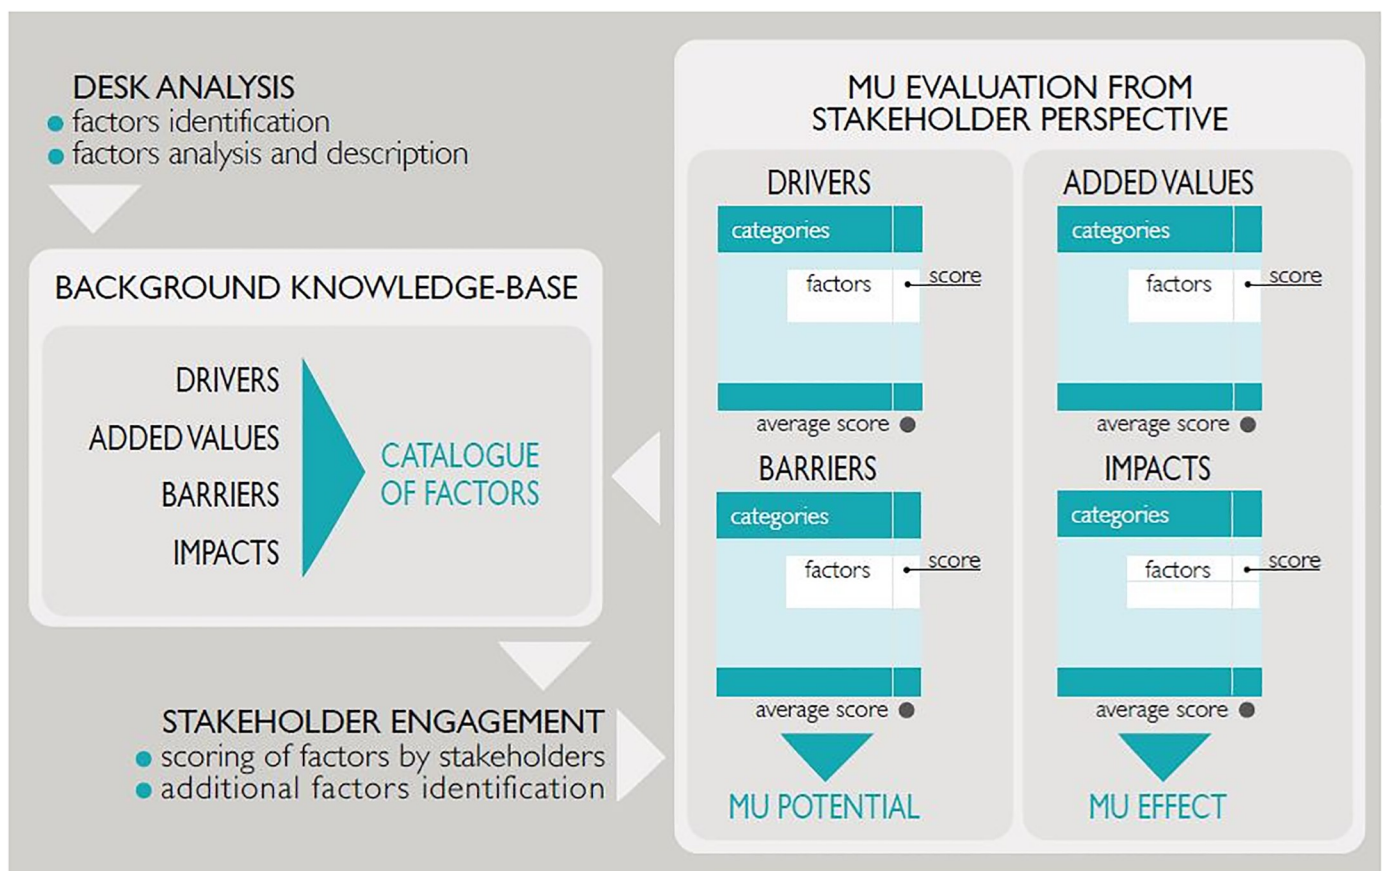 DESK ANALYSIS
factors identification
factors analysis and description
BACKGROUND KNOWLEDGE-BASE
DRIVERS
ADDED VALUES
BARRIERS
IMPACTS
CATALOGUE
OF FACTORS
STAKEHOLDER ENGAGEMENT
scoring of factors by stakeholders
additional factors identification
MU EVALUATION FROM
STAKEHOLDER PERSPECTIVE
DRIVERS
categories
factors
score
average score
BARRIERS
categories
factors
score
average score
MU POTENTIAL
ADDED VALUES
categories
factors
score
average score
IMPACTS
categories
factors
score
average score
MU EFFECT